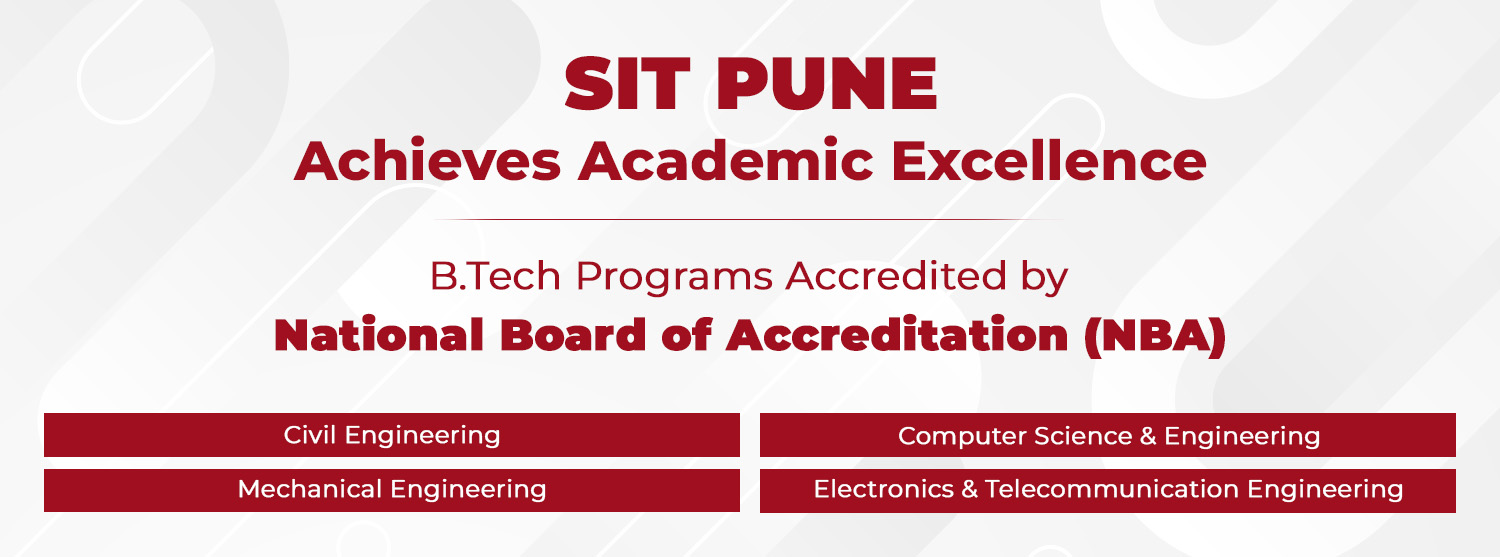 SIT PUNE
Achieves Academic Excellence
B.Tech Programs Accredited by
National Board of Accreditation (NBA)
Civil Engineering
Computer Science & Engineering
Mechanical Engineering
Electronics & Telecommunication Engineering